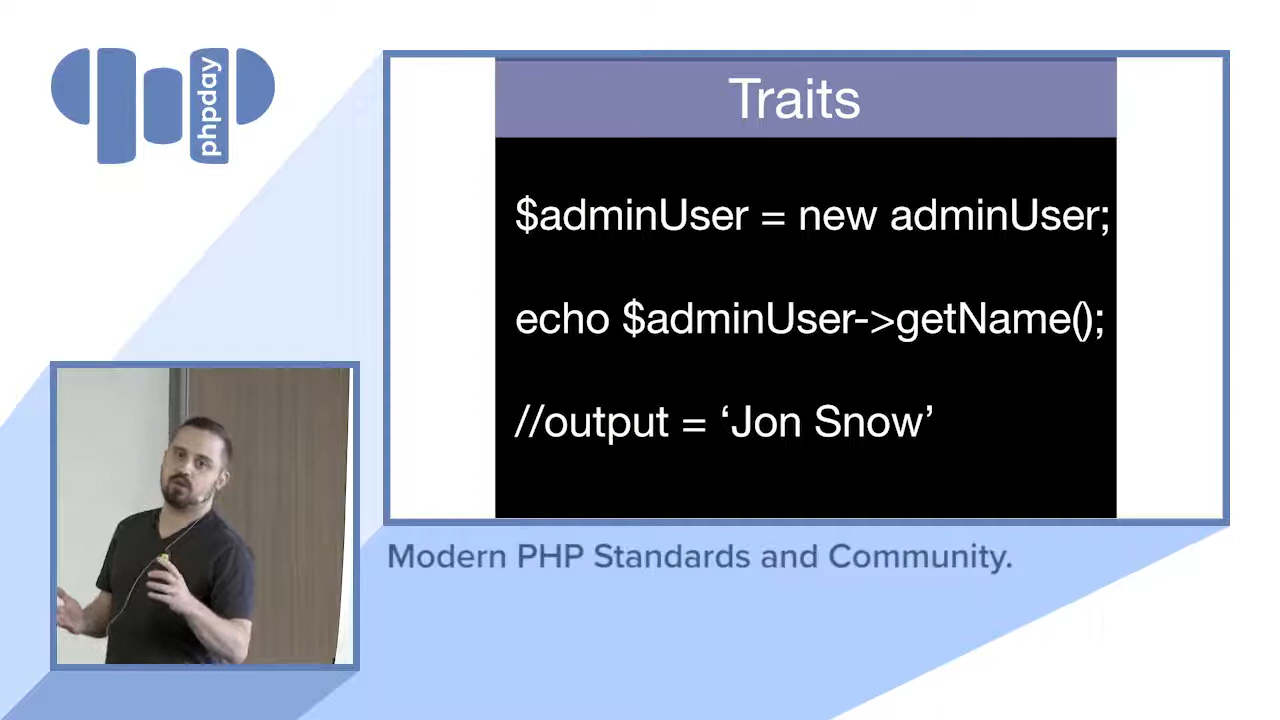 phpday
Traits
$adminUser = new adminUser;
echo $adminUser->getName();
//output = ‘Jon Snow’
Modern PHP Standards and Community.